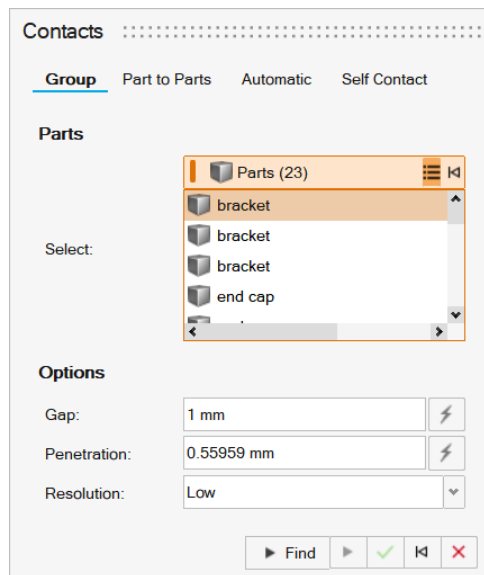 Contacts
Group Part to Parts Automatic Self Contact
Parts
Parts (23)
bracket
bracket
Select:
bracket
end cap
Options
Gap: 1 mm
Penetration: 0.55959 mm
Resolution: Low
Find